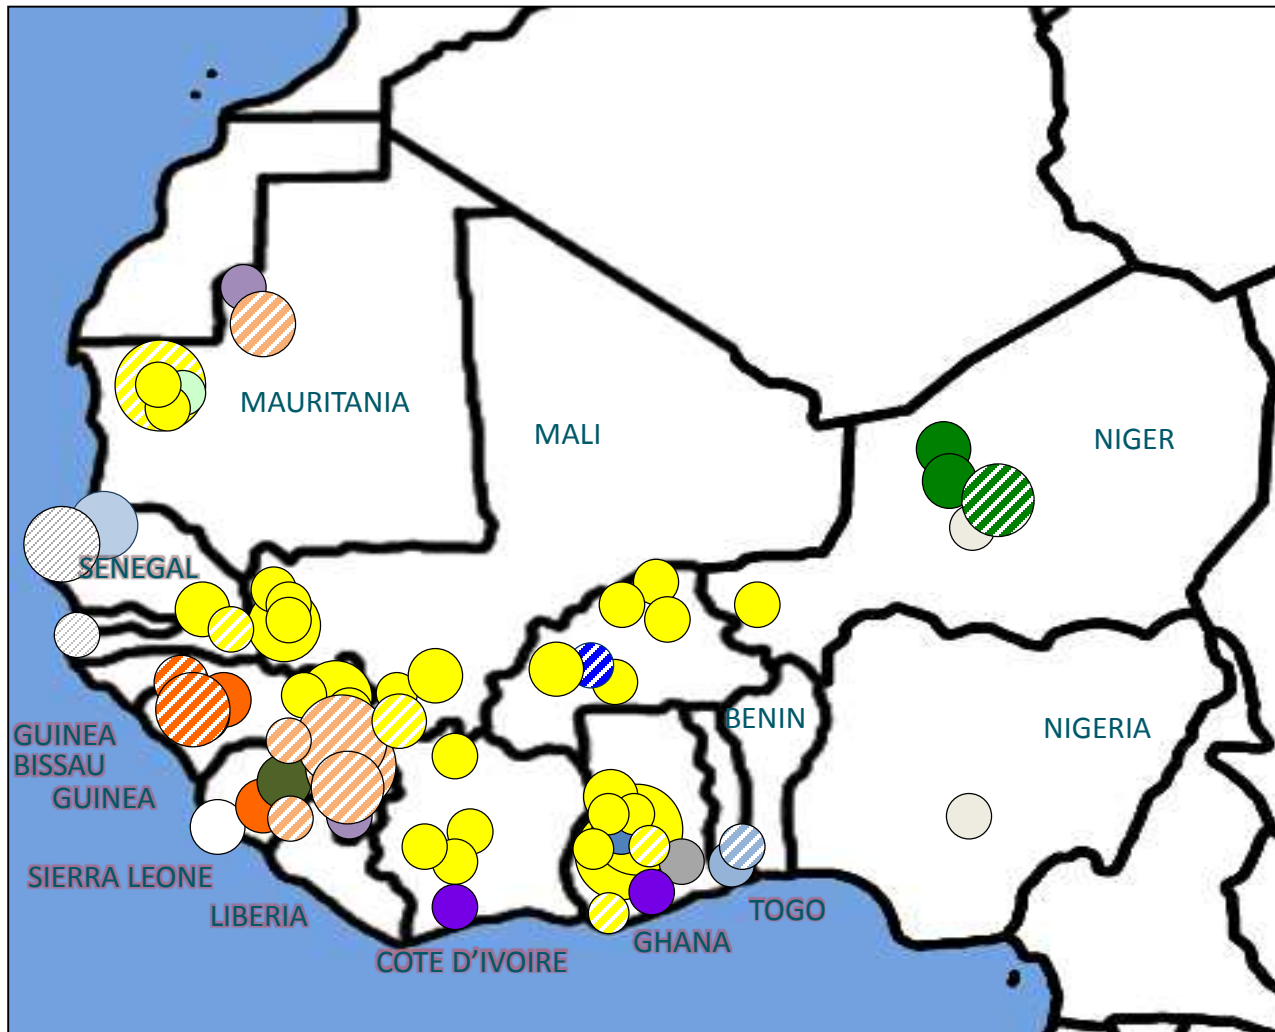 MAURITANIA
MALI
NIGER
SENEGAL
BENIN
NIGERIA
GUINEA
BISSAU
GUINEA
SIERRA LEONE
LIBERIA
TOGO
GHANA
COTE D’IVOIRE